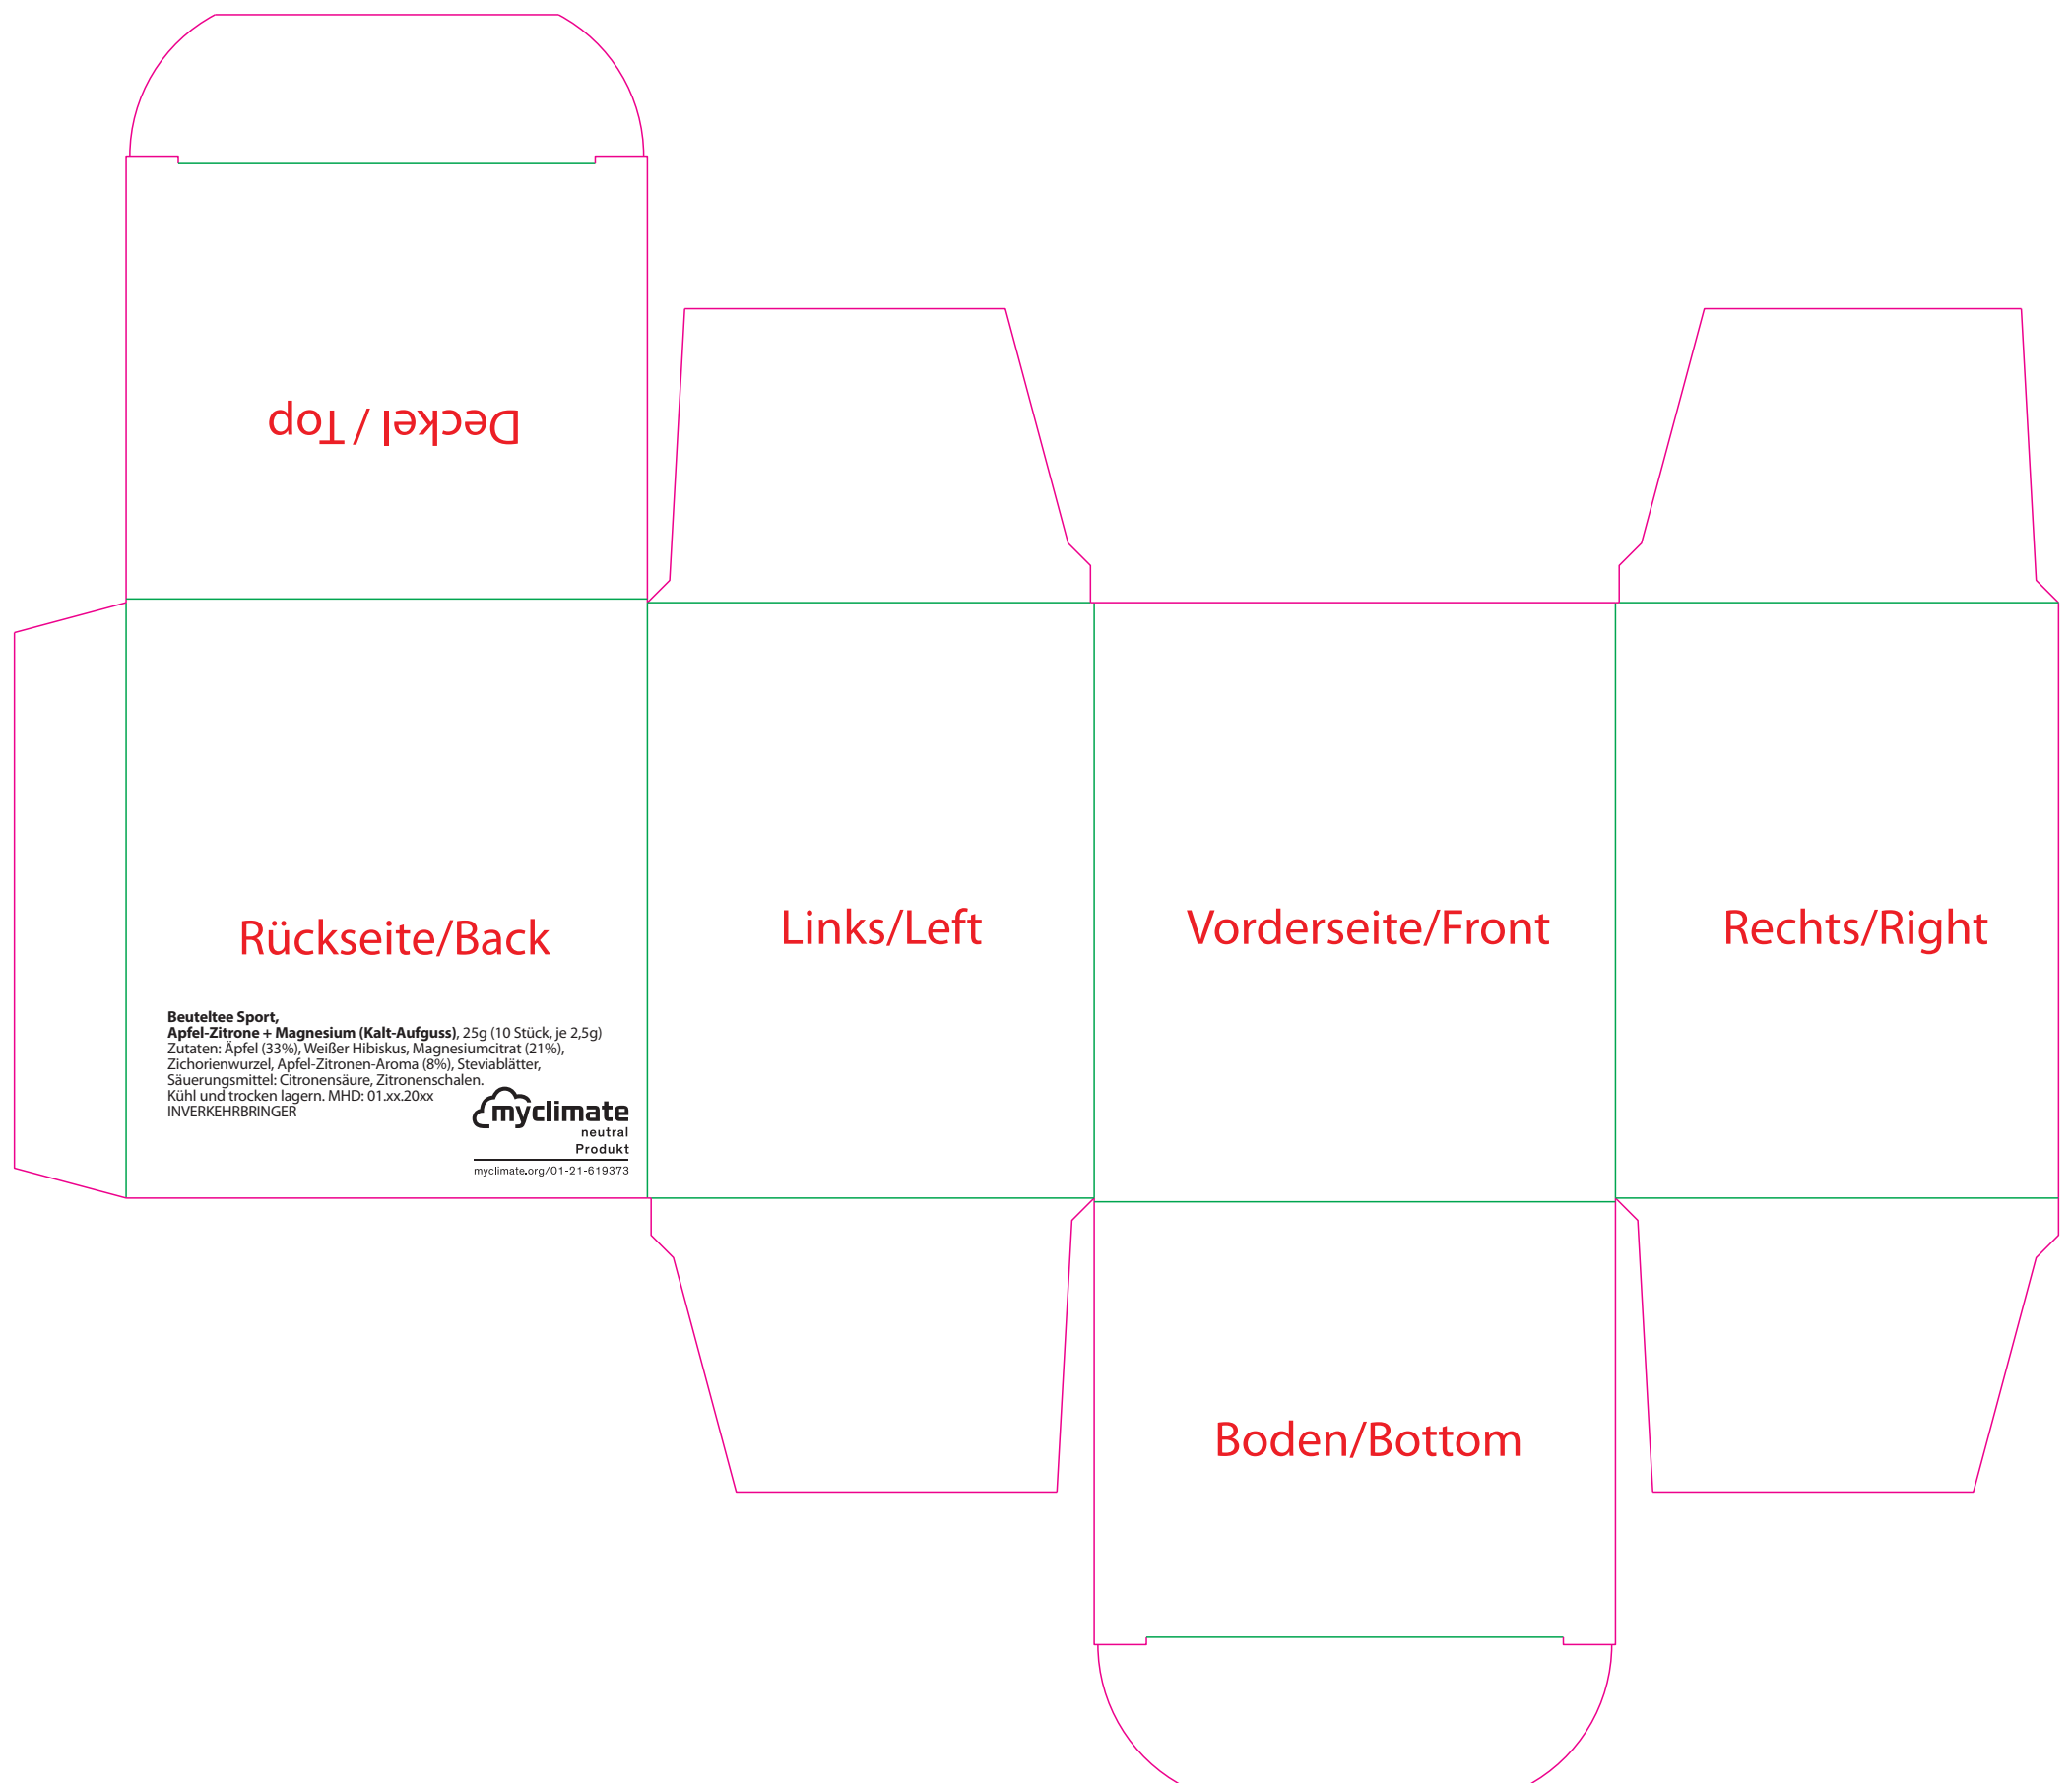 Deckel / Top
Rückseite/Back
Links/Left
Vorderseite/Front
Rechts/Right
Beuteltee Sport,
Apfel-Zitrone + Magnesium (Kalt-Aufguss), 25g (10 Stück, je 2,5g)
Zutaten: Äpfel (33%), Weißer Hibiskus, Magnesiumcitrat (21%),
Zichorienwurzel, Apfel-Zitronen-Aroma (8%), Steviablätter,
Säuerungsmittel: Citronensäure, Zitronenschalen.
Kühl und trocken lagern. MHD: 01.xx.20xx
INVERKEHRBRINGER
myclimate
neutral
Produkt
myclimate.org/01-21-619373
Boden/Bottom